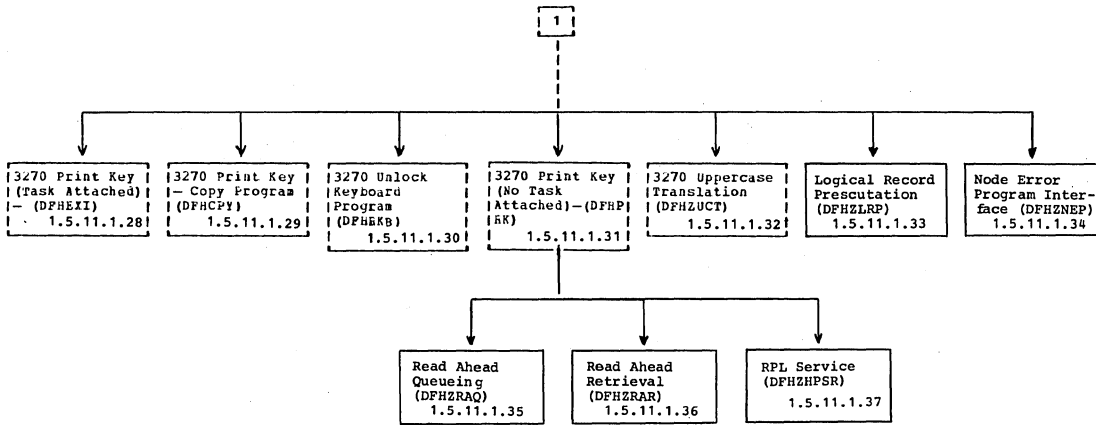 1
3270 Print Key
(Task Attached)
— (DFHEXI)
1.5.11.1.28
3270 Print Key
— Copy Program
(DFHCPY)
1.5.11.1.29
3270 Unlock
Keyboard
Program
(DFHRKB)
1.5.11.1.30
3270 Print Key
(No Task
Attached)—(DFHP
RK)
1.5.11.1.31
3270 Uppercase
Translation
(DFHZUCT)
1.5.11.1.32
Logical Record
Prescutation
(DFHZLRP)
1.5.11.1.33
Node Error
Program Inter-
face (DFHZNEP)
1.5.11.1.34
Read Ahead
Queueing
(DFHZRAQ)
1.5.11.1.35
Read Ahead
Retrieval
(DFHZRAR)
1.5.11.1.36
RPL Service
(DFHZHPSR)
1.5.11.1.37